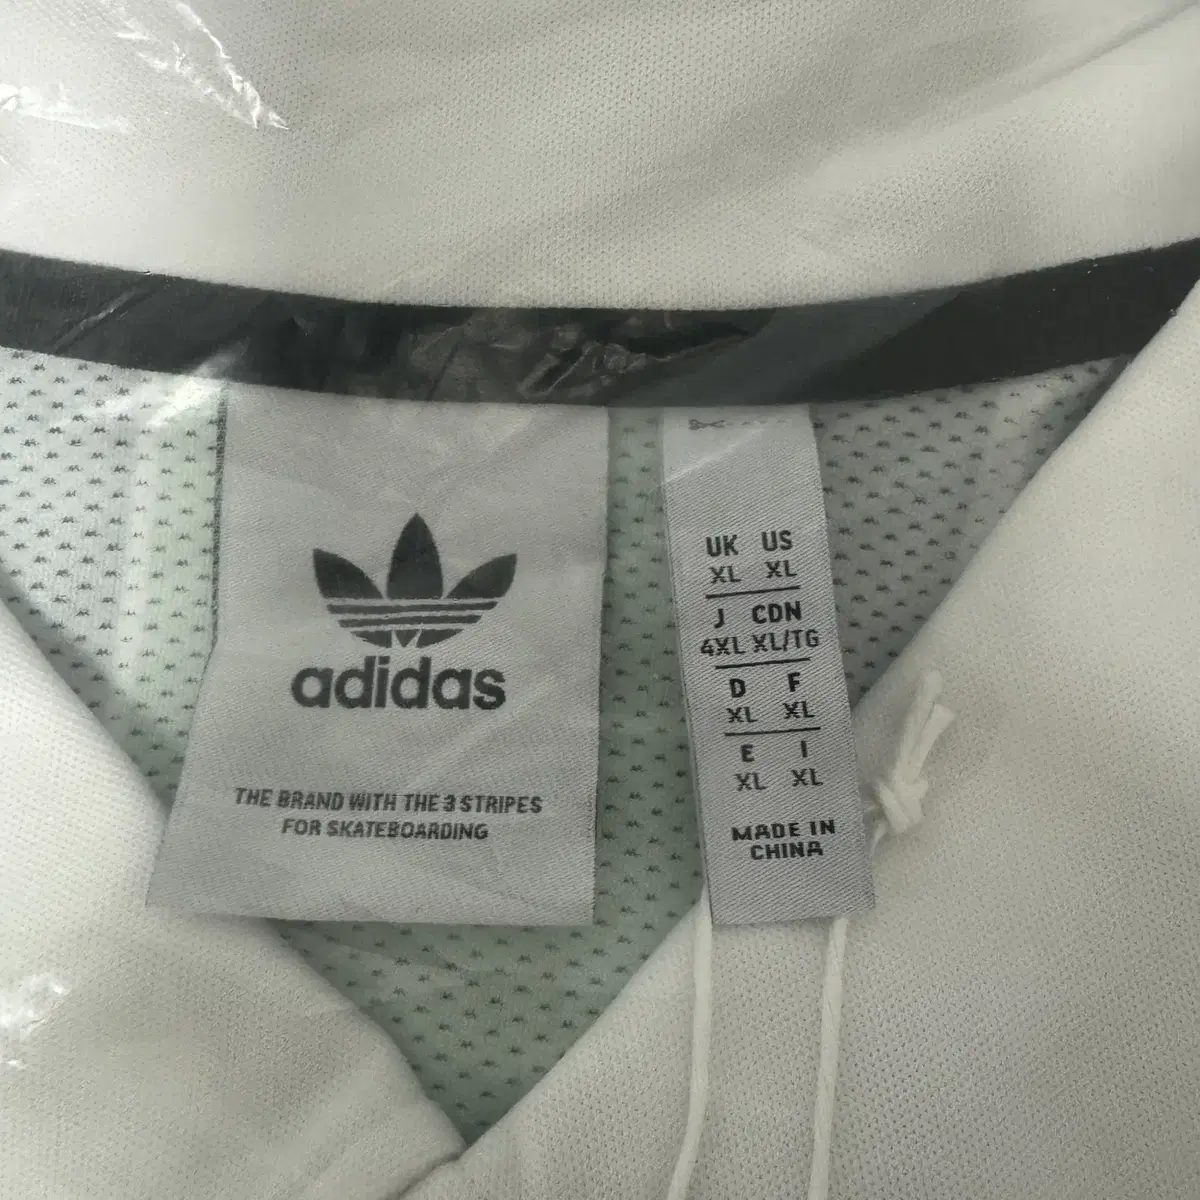 adidas
THE BRAND WITH THE 3 STRIPES
FOR SKATEBOARDING
UK US
XL XL
J CDN
4XL XL/TG
D F
XL XL
E I
XL XL
MADE IN
CHINA